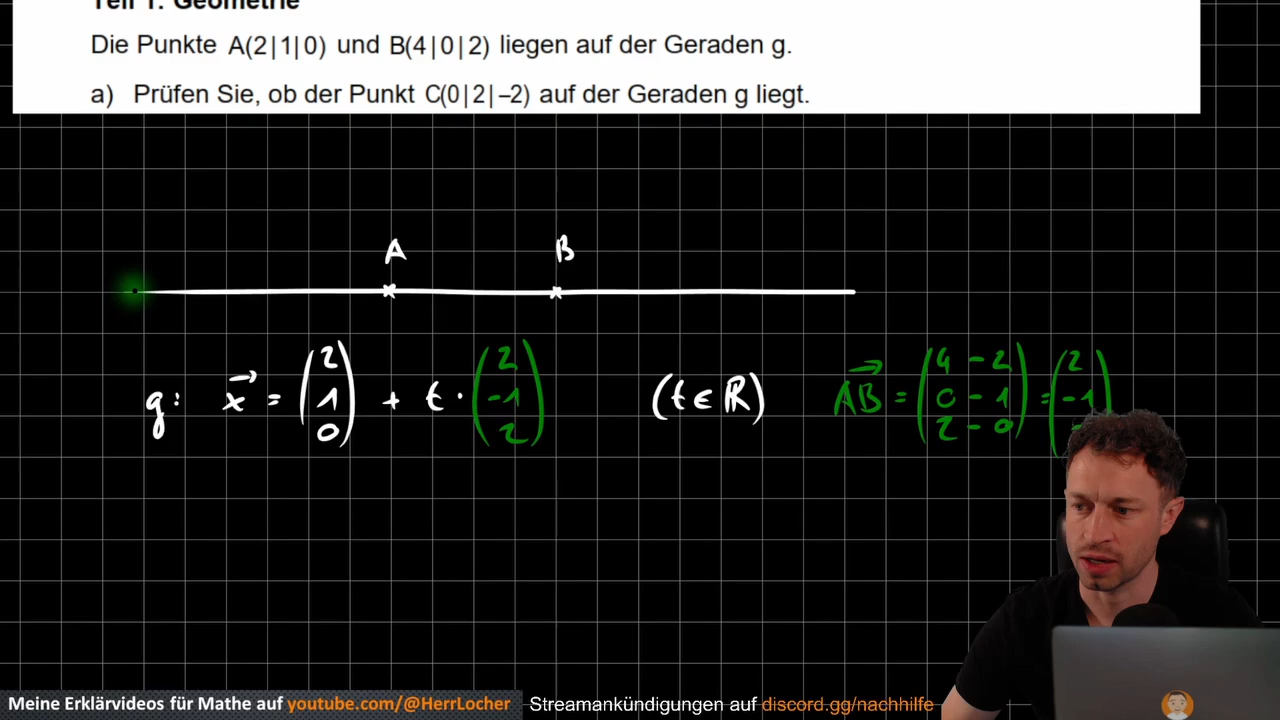 Teil 1: Geometrie
Die Punkte A(2|1|0) und B(4|0|2) liegen auf der Geraden g.
a) Prüfen Sie, ob der Punkt C(0|2|–2) auf der Geraden g liegt.
A B
g: x⃗ = (2 1 0) + t · (2 -1 2) (t ∈ ℝ) AB⃗ = (4 - 2 0 - 1 2 - 0) = (2 -1
Meine Erklärvideos für Mathe auf youtube.com/@HerrLocher Streamankündigungen auf discord.gg/nachhilfe